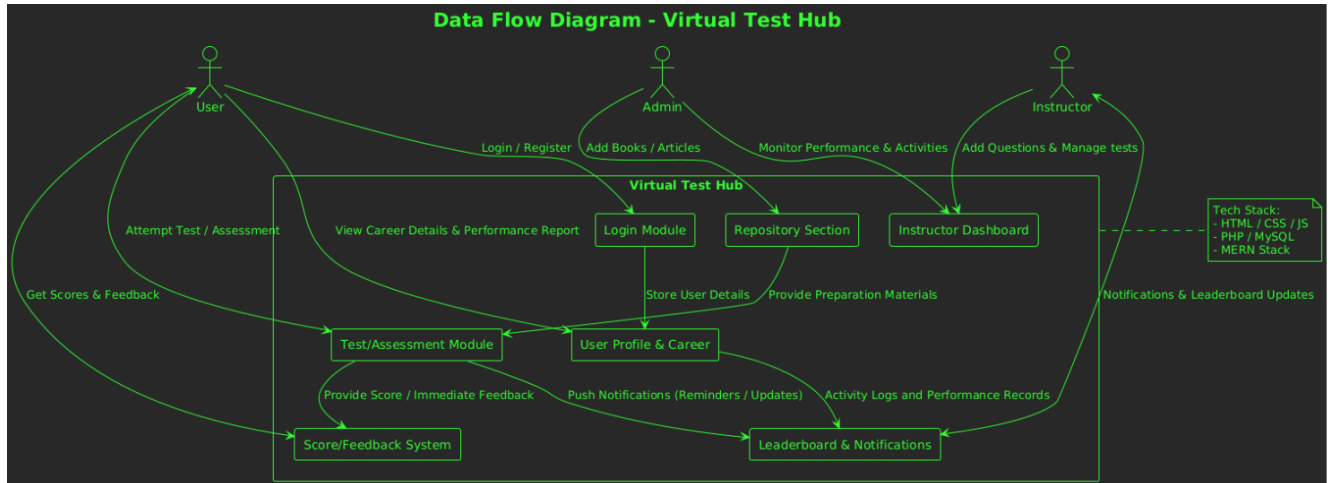 Data Flow Diagram - Virtual Test Hub
User
Admin
Instructor
Login / Register
Add Books / Articles
Monitor Performance & Activities
Add Questions & Manage tests
Virtual Test Hub
Login Module
Repository Section
Instructor Dashboard
Tech Stack:
- HTML / CSS / JS
- PHP / MySQL
- MERN Stack
Attempt Test / Assessment
View Career Details & Performance Report
Get Scores & Feedback
Store User Details
Provide Preparation Materials
Notifications & Leaderboard Updates
Test/Assessment Module
User Profile & Career
Provide Score / Immediate Feedback
Push Notifications (Reminders / Updates)
Activity Logs and Performance Records
Score/Feedback System
Leaderboard & Notifications